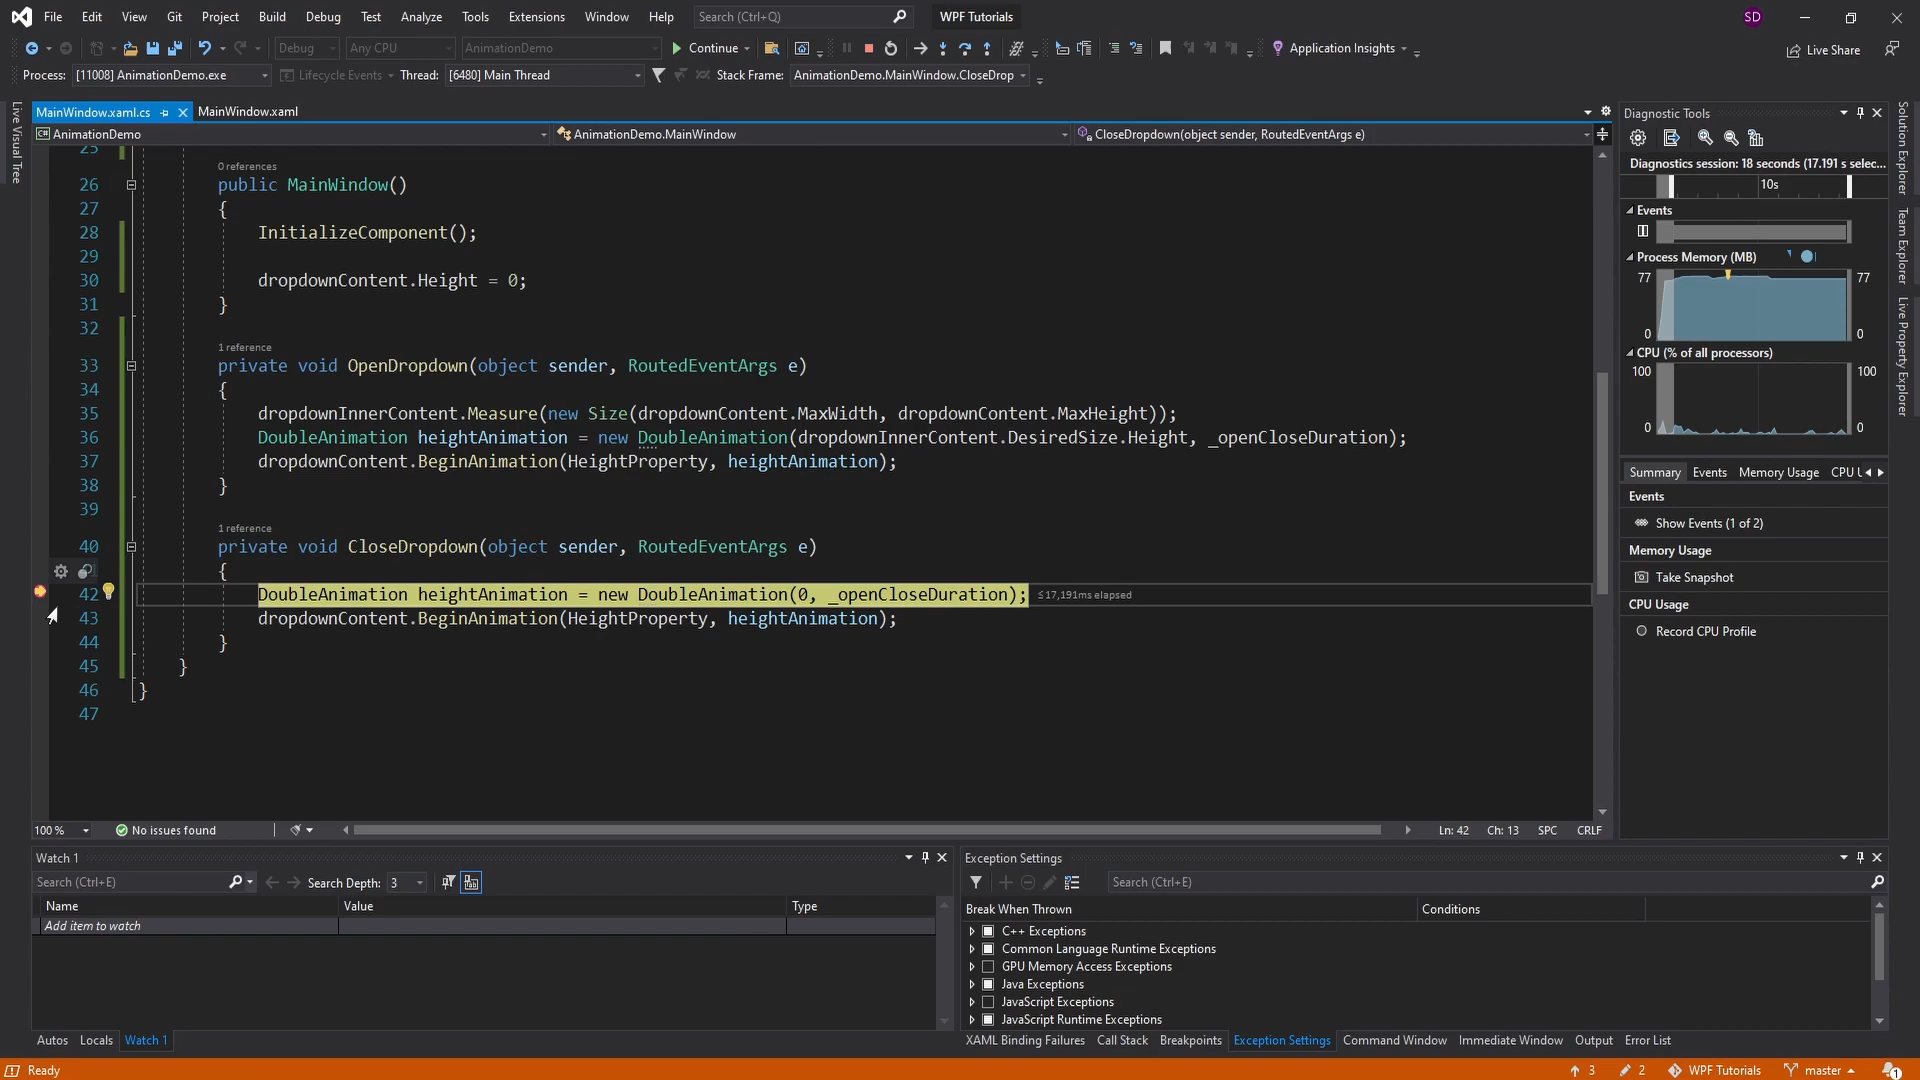 File Edit View Git Project Build Debug Test Analyze Tools Extensions Window Help Search (Ctrl+Q) WPF Tutorials SD
Debug Any CPU AnimationDemo Continue Application Insights Live Share
Process: [11008] AnimationDemo.exe Lifecycle Events Thread: [6480] Main Thread Stack Frame: AnimationDemo.MainWindow.CloseDrop
MainWindow.xaml.cs MainWindow.xaml
AnimationDemo AnimationDemo.MainWindow CloseDropdown(object sender, RoutedEventArgs e)
25
0 references
26 public MainWindow()
27 {
28 InitializeComponent();
29
30 dropdownContent.Height = 0;
31 }
32
1 reference
33 private void OpenDropdown(object sender, RoutedEventArgs e)
34 {
35 dropdownInnerContent.Measure(new Size(dropdownContent.MaxWidth, dropdownContent.MaxHeight));
36 DoubleAnimation heightAnimation = new DoubleAnimation(dropdownInnerContent.DesiredSize.Height, _openCloseDuration);
37 dropdownContent.BeginAnimation(HeightProperty, heightAnimation);
38 }
39
1 reference
40 private void CloseDropdown(object sender, RoutedEventArgs e)
{
42 DoubleAnimation heightAnimation = new DoubleAnimation(0, _openCloseDuration); ≤17,191ms elapsed
43 dropdownContent.BeginAnimation(HeightProperty, heightAnimation);
44 }
45 }
46 }
47
100 % No issues found Ln: 42 Ch: 13 SPC CRLF
Live Visual Tree
Diagnostic Tools
Diagnostics session: 18 seconds (17.191 s selec...
10s
Events
Process Memory (MB)
77 77
0 0
CPU (% of all processors)
100 100
0 0
Summary Events Memory Usage CPU U
Events
Show Events (1 of 2)
Memory Usage
Take Snapshot
CPU Usage
Record CPU Profile
Solution Explorer
Team Explorer
Live Property Explorer
Watch 1
Search (Ctrl+E) Search Depth: 3
Name Value Type
Add item to watch
Autos Locals Watch 1
Exception Settings
Search (Ctrl+E)
Break When Thrown Conditions
C++ Exceptions
Common Language Runtime Exceptions
GPU Memory Access Exceptions
Java Exceptions
JavaScript Exceptions
JavaScript Runtime Exceptions
XAML Binding Failures Call Stack Breakpoints Exception Settings Command Window Immediate Window Output Error List
Ready 3 2 WPF Tutorials master 1